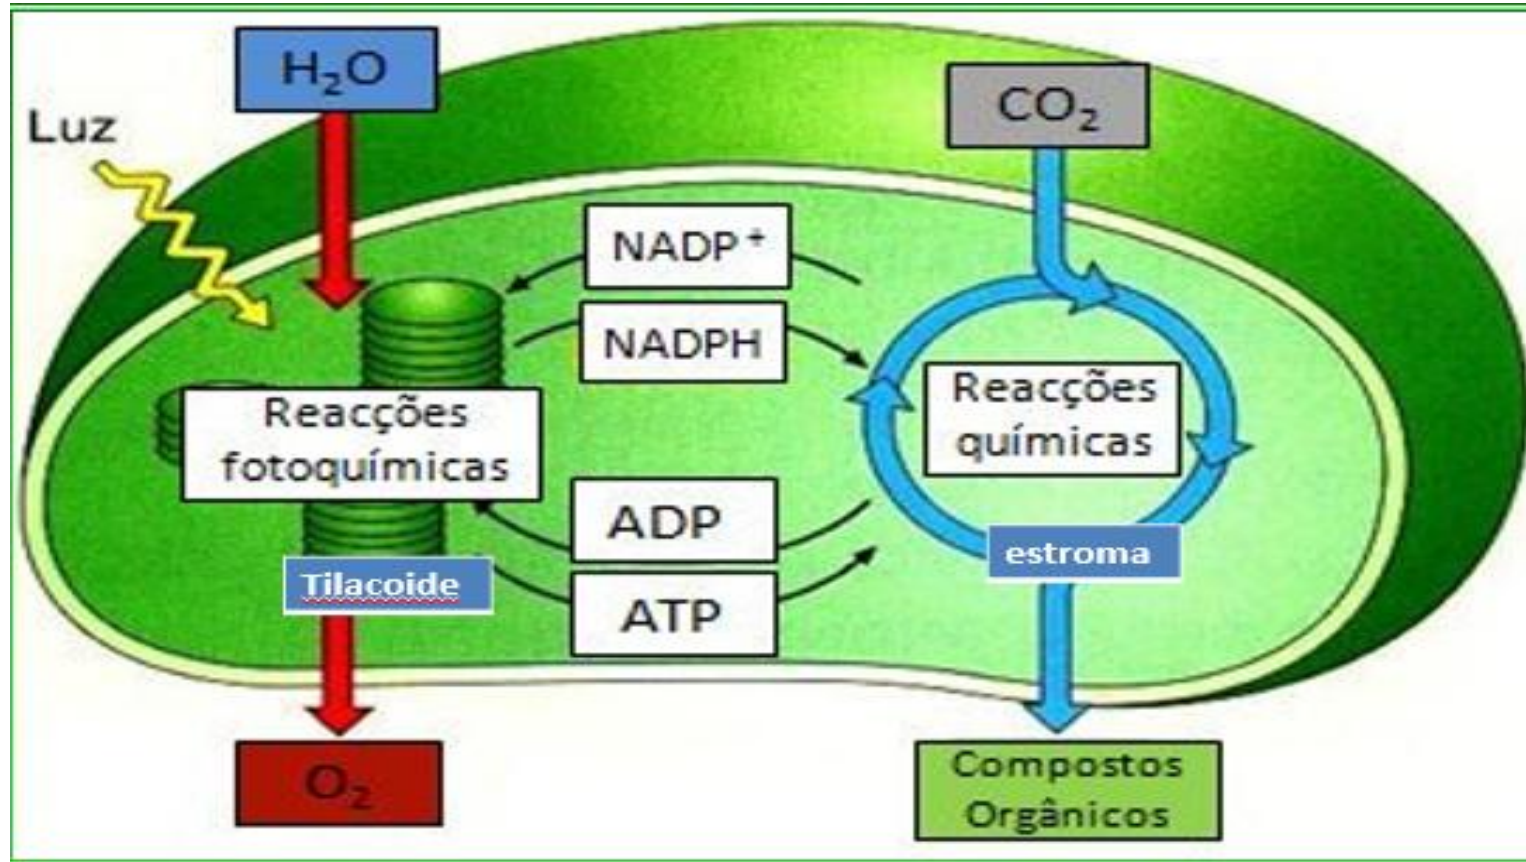 H₂O
CO₂
Luz
NADP⁺
NADPH
Reacções
químicas
Reacções
fotoquímicas
ADP
estroma
Tilacoide
ATP
O₂
Compostos
Orgânicos